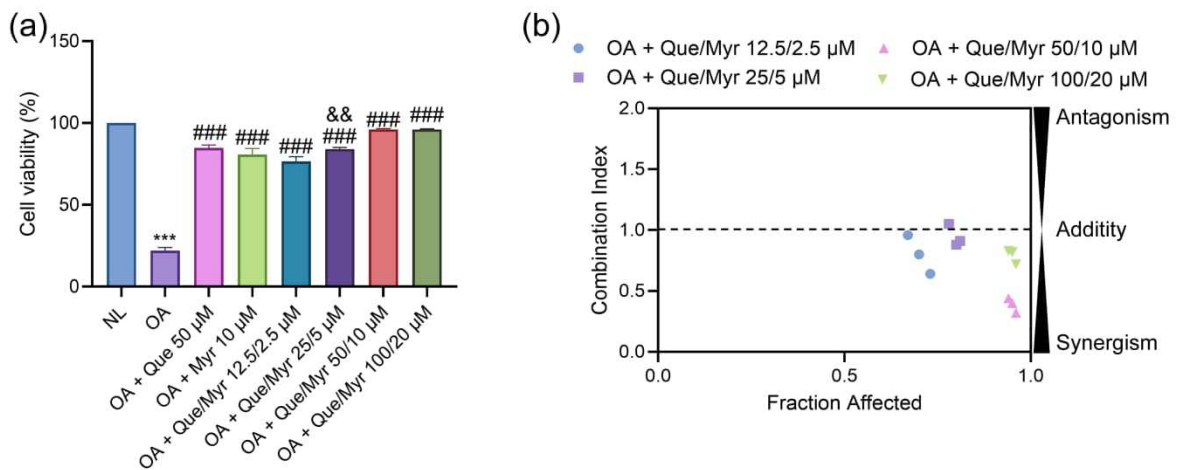 (a)
150
100
50
0
Cell viability (%)
***
###
###
###
&&
###
###
###
NL
OA
OA + Que 50 μM
OA + Myr 10 μM
OA + Que/Myr 12.5/2.5 μM
OA + Que/Myr 25/5 μM
OA + Que/Myr 50/10 μM
OA + Que/Myr 100/20 μM
(b)
OA + Que/Myr 12.5/2.5 μM
OA + Que/Myr 50/10 μM
OA + Que/Myr 25/5 μM
OA + Que/Myr 100/20 μM
2.0
1.5
1.0
0.5
0.0
Combination Index
0.0
0.5
1.0
Fraction Affected
Antagonism
Additity
Synergism